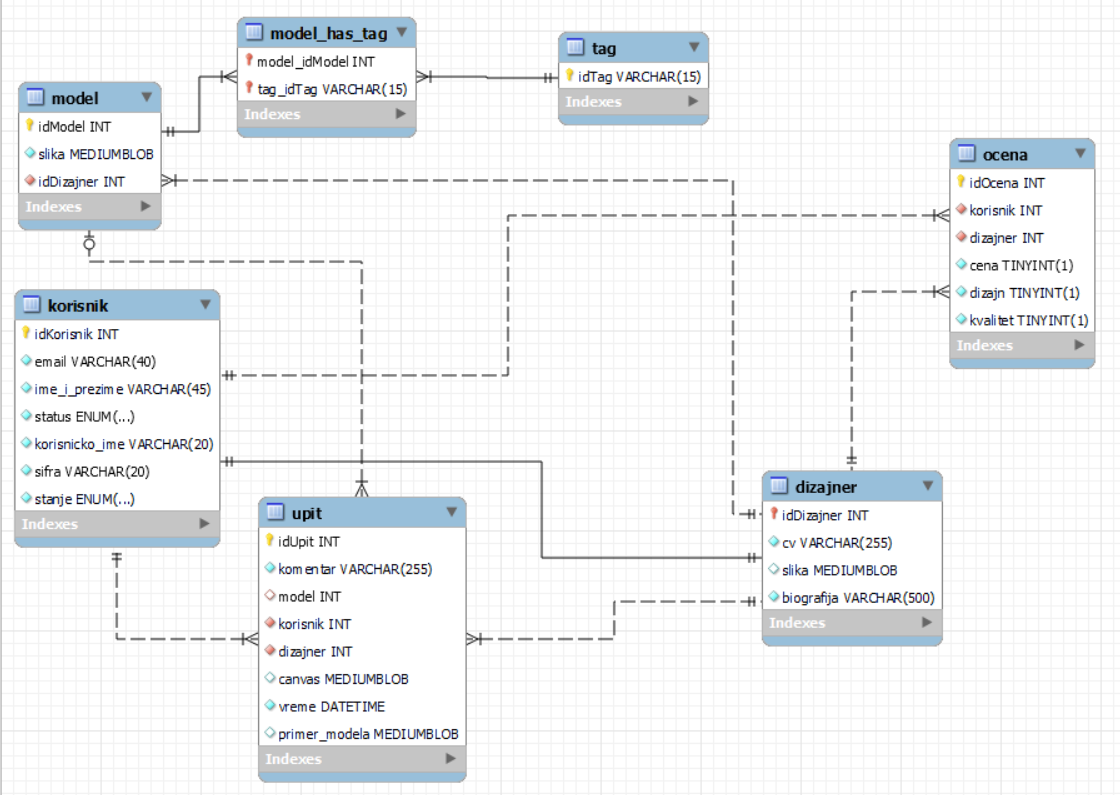 model_has_tag
model_idModel INT
tag_idTag VARCHAR(15)
Indexes
tag
idTag VARCHAR(15)
Indexes
model
idModel INT
slika MEDIUMBLOB
idDizajner INT
Indexes
ocena
idOcena INT
korisnik INT
dizajner INT
cena TINYINT(1)
dizajn TINYINT(1)
kvalitet TINYINT(1)
Indexes
korisnik
idKorisnik INT
email VARCHAR(40)
ime_i_prezime VARCHAR(45)
status ENUM(...)
korisnicko_ime VARCHAR(20)
sifra VARCHAR(20)
stanje ENUM(...)
Indexes
upit
idUpit INT
komentar VARCHAR(255)
model INT
korisnik INT
dizajner INT
canvas MEDIUMBLOB
vreme DATETIME
primer_modela MEDIUMBLOB
Indexes
dizajner
idDizajner INT
cv VARCHAR(255)
slika MEDIUMBLOB
biografija VARCHAR(500)
Indexes